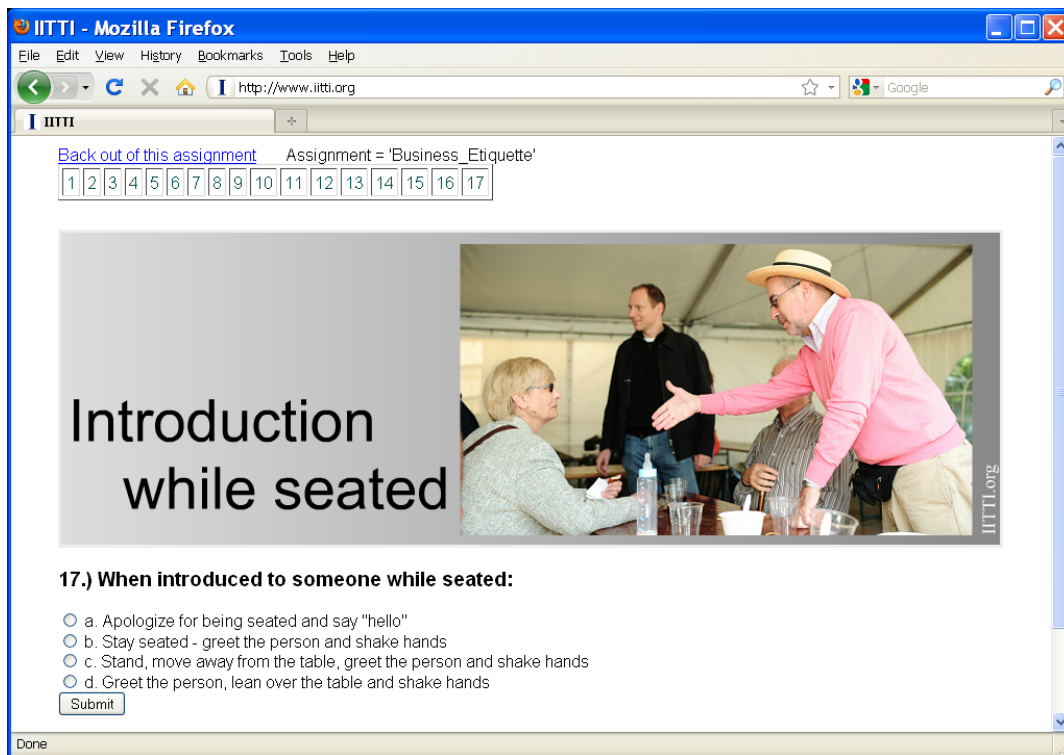 IITTI - Mozilla Firefox
File Edit View History Bookmarks Tools Help
I http://www.iitti.org
Google
I IITTI
Back out of this assignment Assignment = 'Business_Etiquette'
1 2 3 4 5 6 7 8 9 10 11 12 13 14 15 16 17
Introduction
while seated
IITTI.org
17.) When introduced to someone while seated:
a. Apologize for being seated and say "hello"
b. Stay seated - greet the person and shake hands
c. Stand, move away from the table, greet the person and shake hands
d. Greet the person, lean over the table and shake hands
Submit
Done